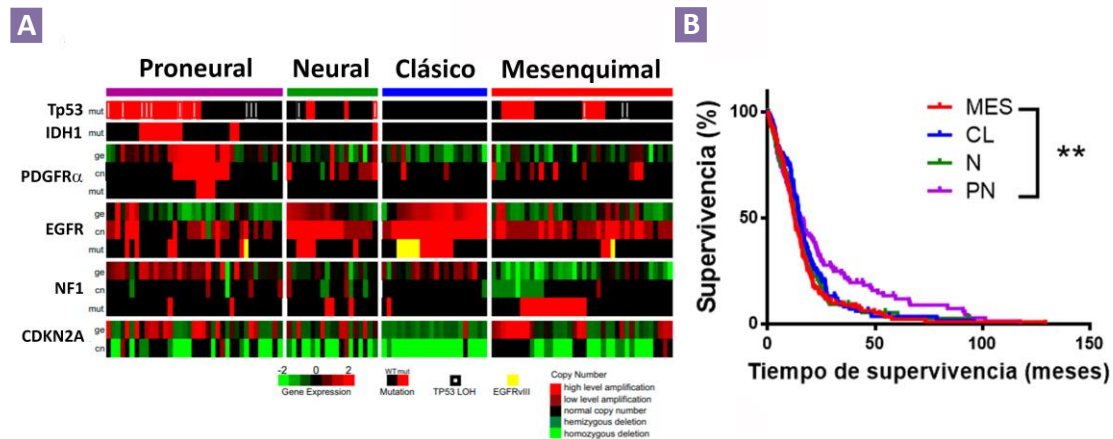 A
Proneural Neural Clásico Mesenquimal
Tp53 mut
IDH1 mut
ge
PDGFRα cn
mut
ge
EGFR cn
mut
ge
NF1 cn
mut
CDKN2A ge
cn
-2 0 2
Gene Expression
WT mut
Mutation
TP53 LOH
EGFRvIII
Copy Number
high level amplification
low level amplification
normal copy number
hemizygous deletion
homozygous deletion
B
Supervivencia (%)
100
50
0
0 50 100 150
Tiempo de supervivencia (meses)
MES
CL
N
PN
**